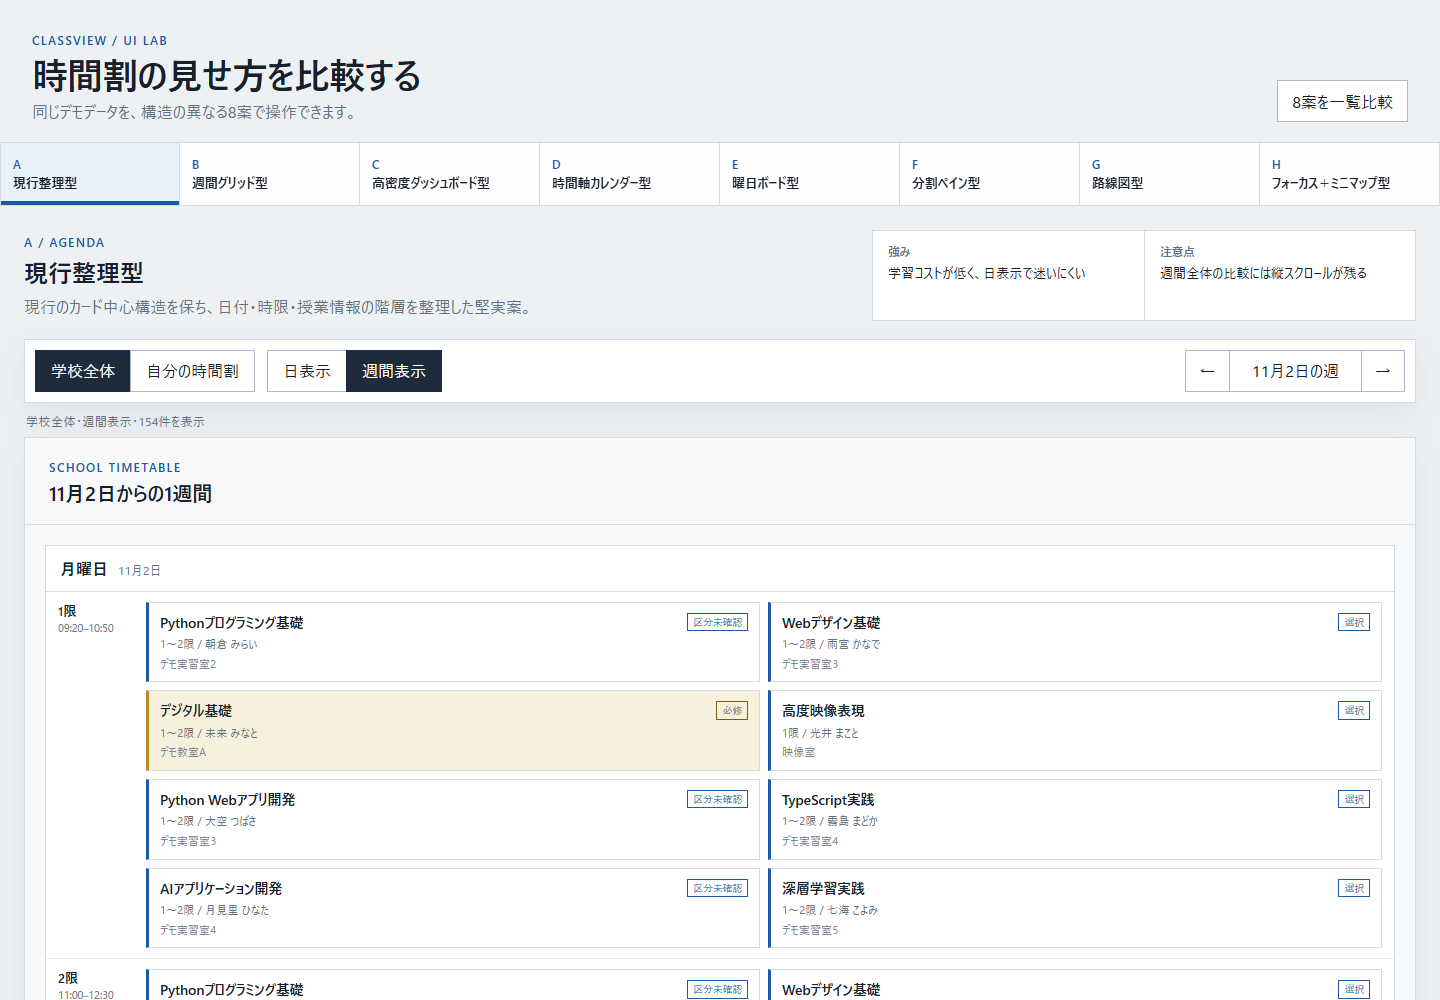 CLASSVIEW / UI LAB
時間割の見せ方を比較する
同じデモデータを、構造の異なる8案で操作できます。
8案を一覧比較
A
現行整理型
B
週間グリッド型
C
高密度ダッシュボード型
D
時間軸カレンダー型
E
曜日ボード型
F
分割ペイン型
G
路線図型
H
フォーカス＋ミニマップ型
A / AGENDA
現行整理型
現行のカード中心構造を保ち、日付・時限・授業情報の階層を整理した堅実案。
強み
学習コストが低く、日表示で迷いにくい
注意点
週間全体の比較には縦スクロールが残る
学校全体
自分の時間割
日表示
週間表示
←
11月2日の週
→
学校全体・週間表示・154件を表示
SCHOOL TIMETABLE
11月2日からの1週間
月曜日 11月2日
1限
09:20–10:50
Pythonプログラミング基礎
区分未確認
1〜2限 / 朝倉 みらい
デモ実習室2
Webデザイン基礎
選択
1〜2限 / 雨宮 かなで
デモ実習室3
デジタル基礎
必修
1〜2限 / 未来 みなと
デモ教室A
高度映像表現
選択
1限 / 光井 まこと
映像室
Python Webアプリ開発
区分未確認
1〜2限 / 大空 つばさ
デモ実習室3
TypeScript実践
選択
1〜2限 / 霧島 まどか
デモ実習室4
AIアプリケーション開発
区分未確認
1〜2限 / 月見里 ひなた
デモ実習室4
深層学習実践
選択
1〜2限 / 七海 こよみ
デモ実習室5
2限
11:00–12:30
Pythonプログラミング基礎
区分未確認
Webデザイン基礎
選択